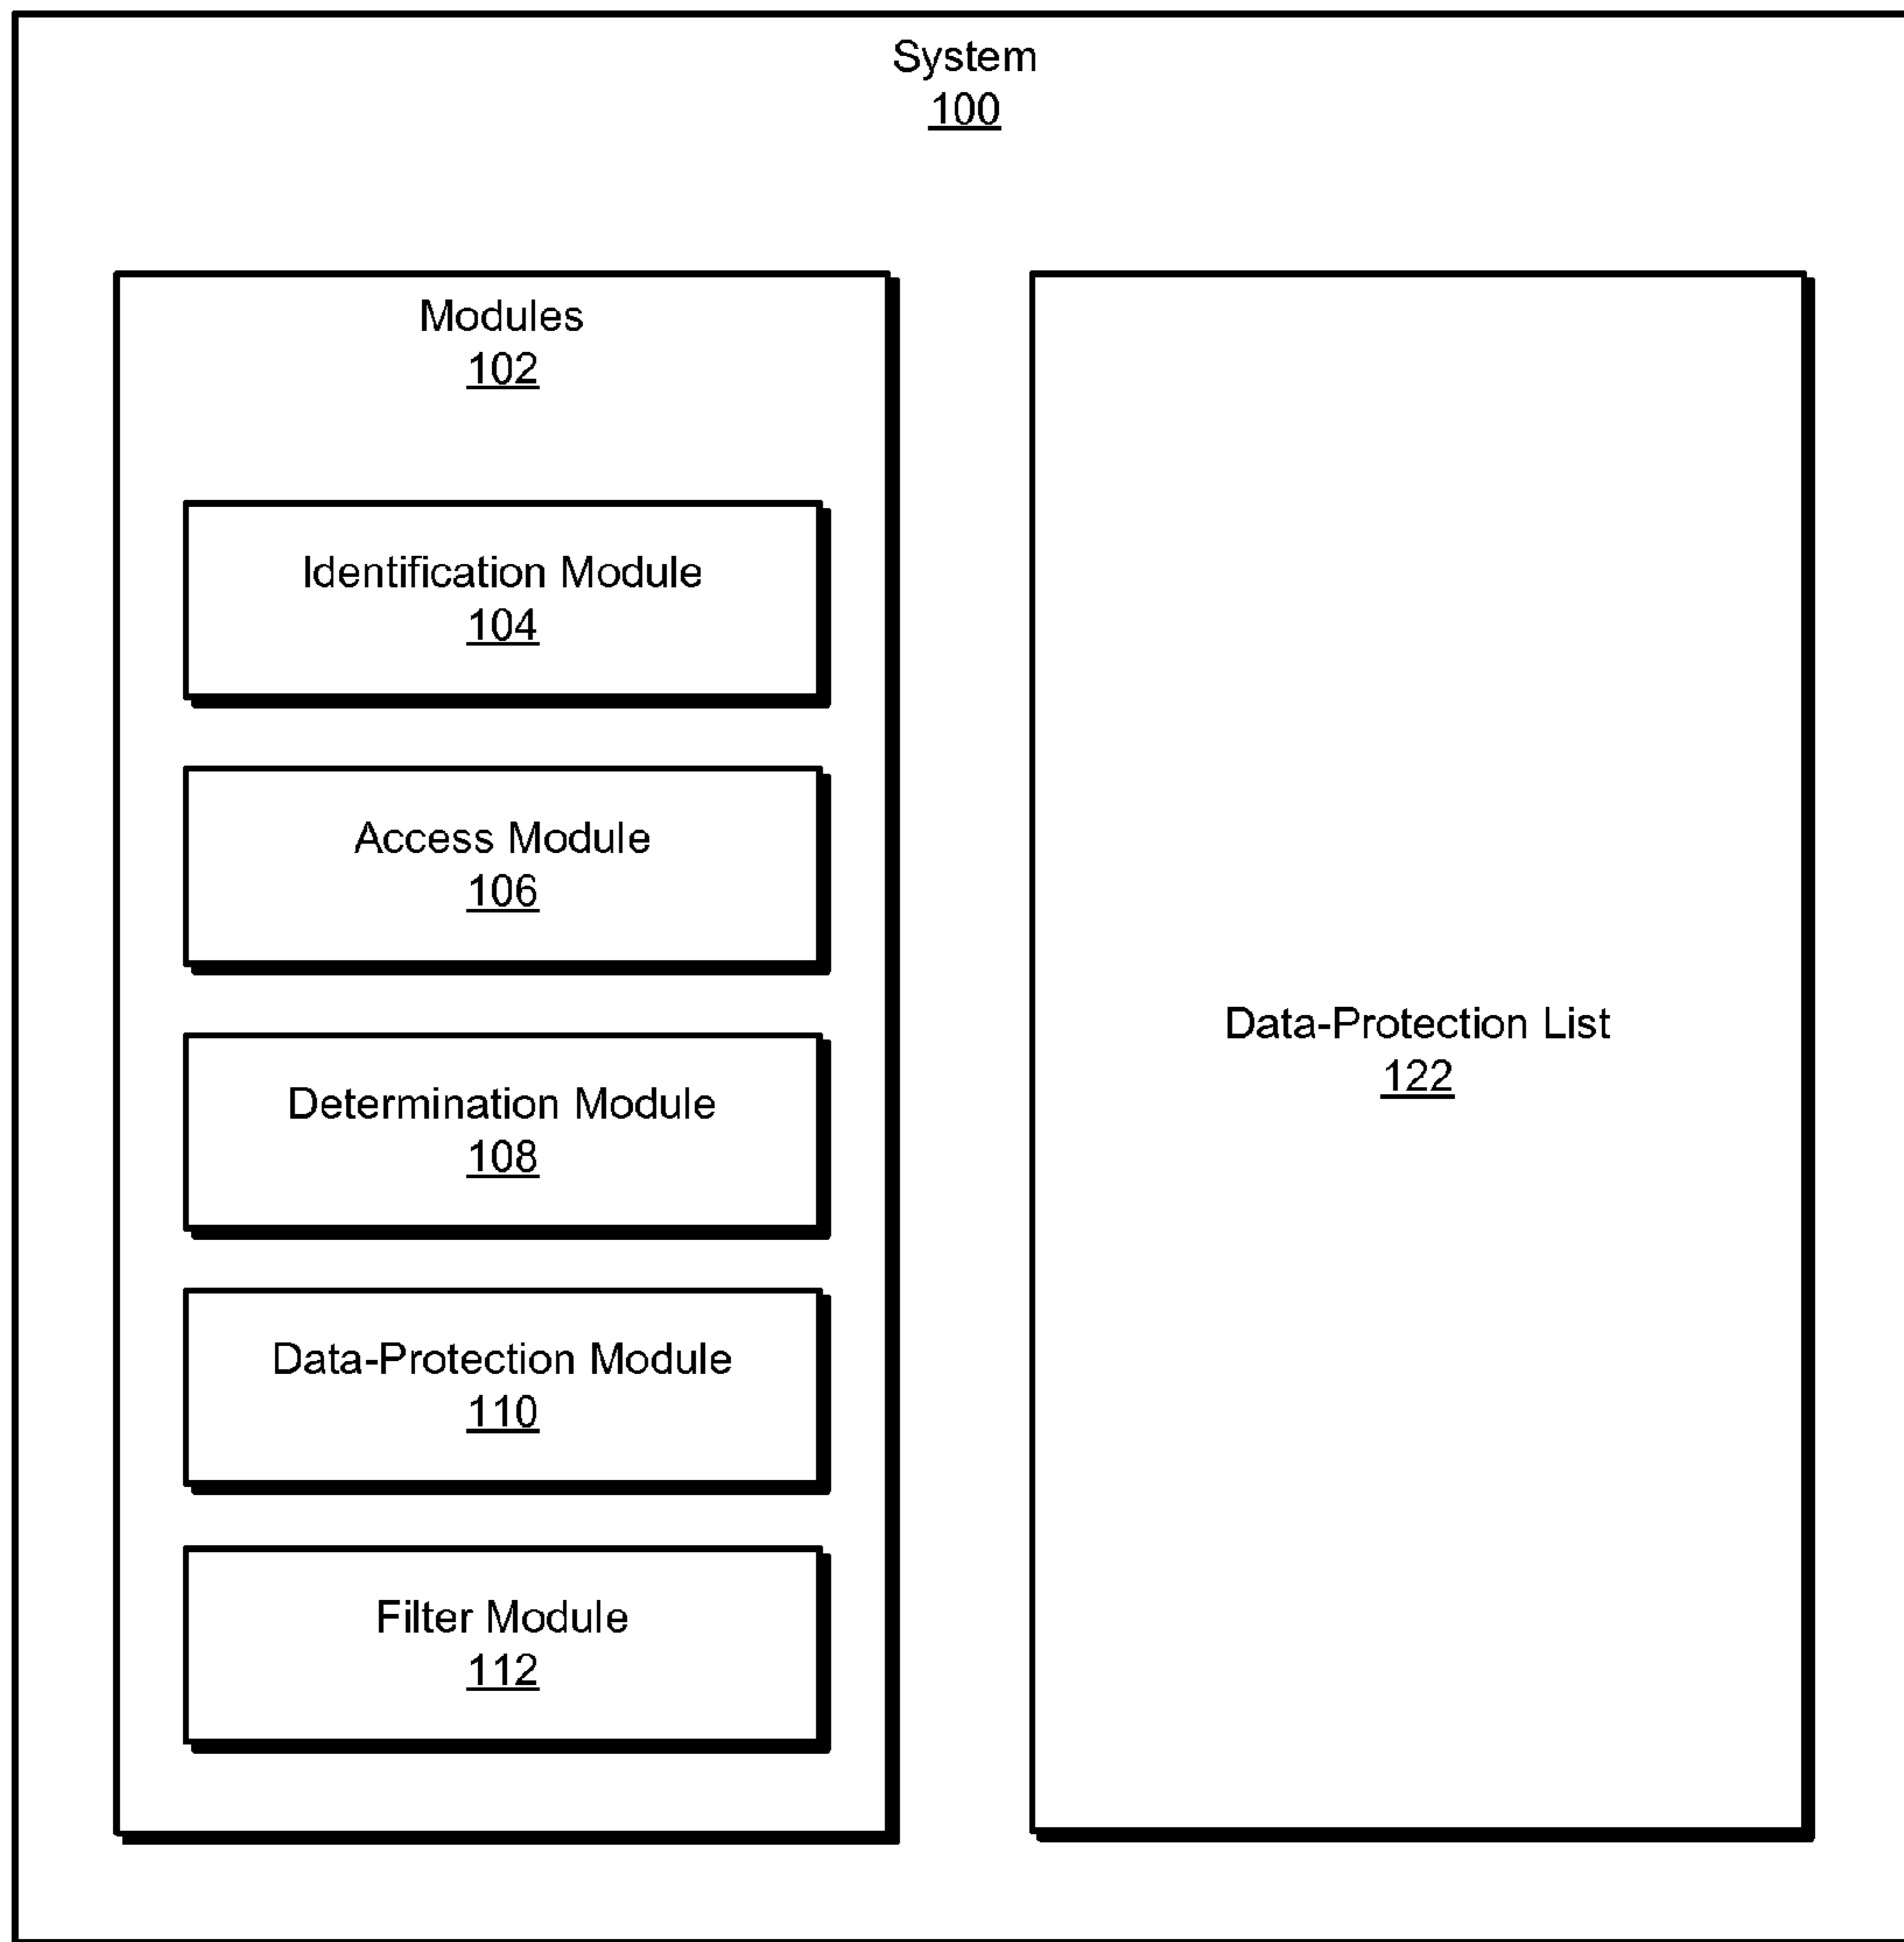 System
100
Modules
102
Identification Module
104
Access Module
106
Determination Module
108
Data-Protection Module
110
Filter Module
112
Data-Protection List
122